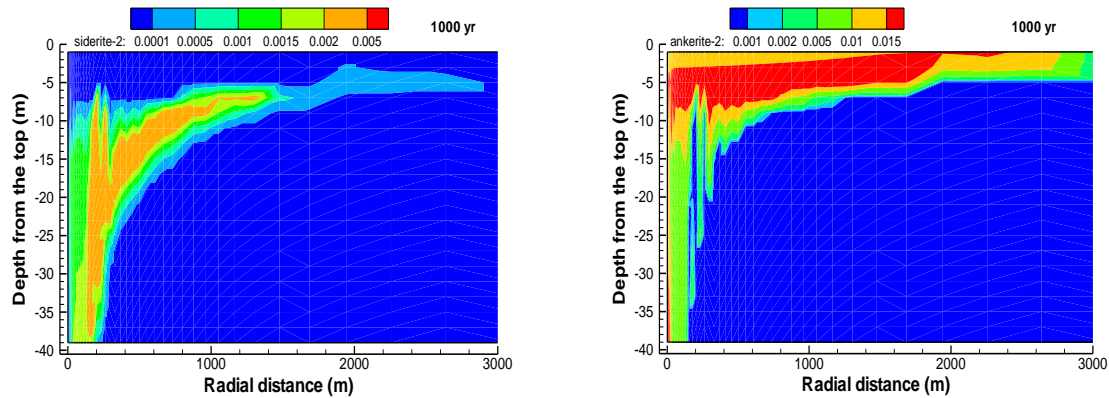 1000 yr
siderite-2: 0.0001 0.0005 0.001 0.0015 0.002 0.005
0
-5
-10
-15
-20
-25
-30
-35
-40
Depth from the top (m)
0 1000 2000 3000
Radial distance (m)
1000 yr
ankerite-2: 0.001 0.002 0.005 0.01 0.015
0
-5
-10
-15
-20
-25
-30
-35
-40
Depth from the top (m)
0 1000 2000 3000
Radial distance (m)